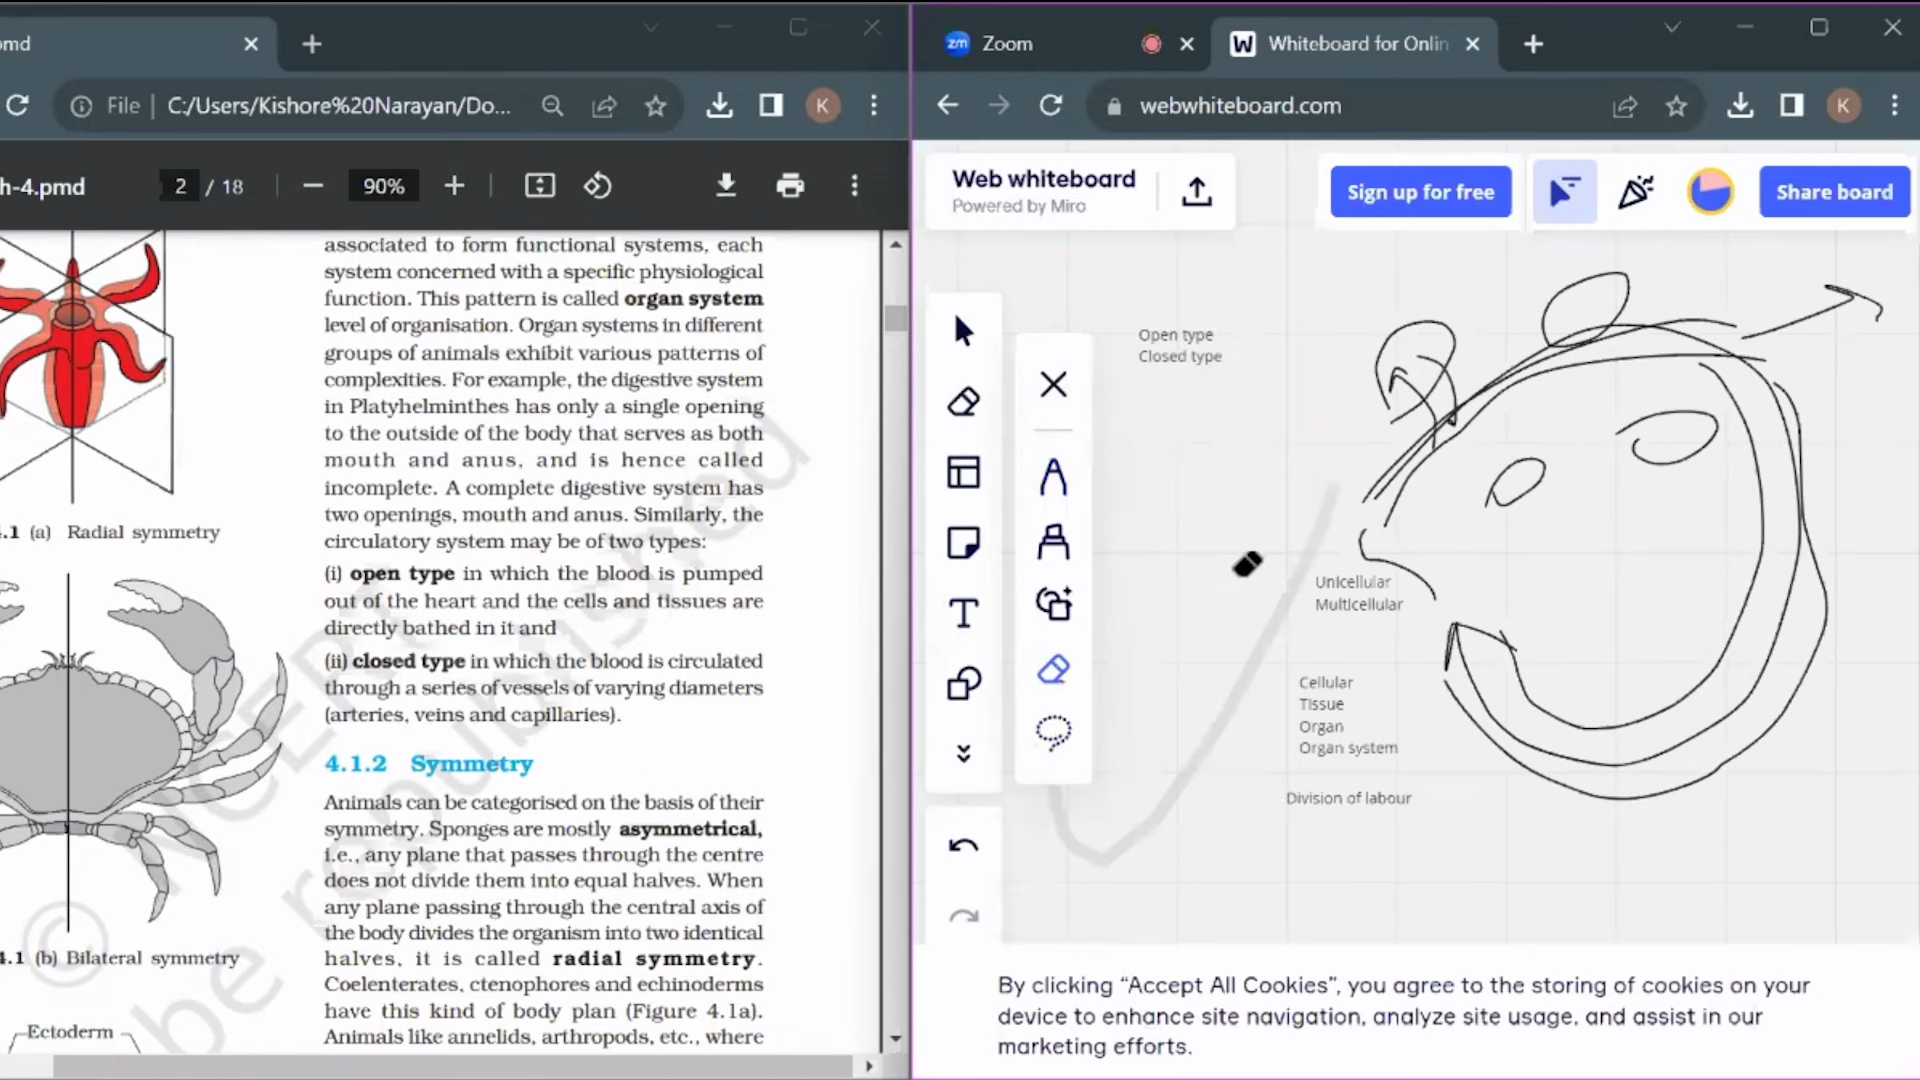 omd
File
C:/Users/Kishore%20Narayan/Do...
K
h-4.pmd
2 / 18
90%
associated to form functional systems, each
system concerned with a specific physiological
function. This pattern is called organ system
level of organisation. Organ systems in different
groups of animals exhibit various patterns of
complexities. For example, the digestive system
in Platyhelminthes has only a single opening
to the outside of the body that serves as both
mouth and anus, and is hence called
incomplete. A complete digestive system has
two openings, mouth and anus. Similarly, the
circulatory system may be of two types:
(i) open type in which the blood is pumped
out of the heart and the cells and tissues are
directly bathed in it and
(ii) closed type in which the blood is circulated
through a series of vessels of varying diameters
(arteries, veins and capillaries).
4.1.2 Symmetry
Animals can be categorised on the basis of their
symmetry. Sponges are mostly asymmetrical,
i.e., any plane that passes through the centre
does not divide them into equal halves. When
any plane passing through the central axis of
the body divides the organism into two identical
halves, it is called radial symmetry.
Coelenterates, ctenophores and echinoderms
have this kind of body plan (Figure 4.1a).
Animals like annelids, arthropods, etc., where
.1 (a) Radial symmetry
4.1 (b) Bilateral symmetry
Ectoderm
© NCERT
be republished
zm Zoom
W Whiteboard for Onlin
webwhiteboard.com
K
Web whiteboard
Powered by Miro
Sign up for free
Share board
Open type
Closed type
Unicellular
Multicellular
Cellular
Tissue
Organ
Organ system
Division of labour
By clicking “Accept All Cookies”, you agree to the storing of cookies on your
device to enhance site navigation, analyze site usage, and assist in our
marketing efforts.